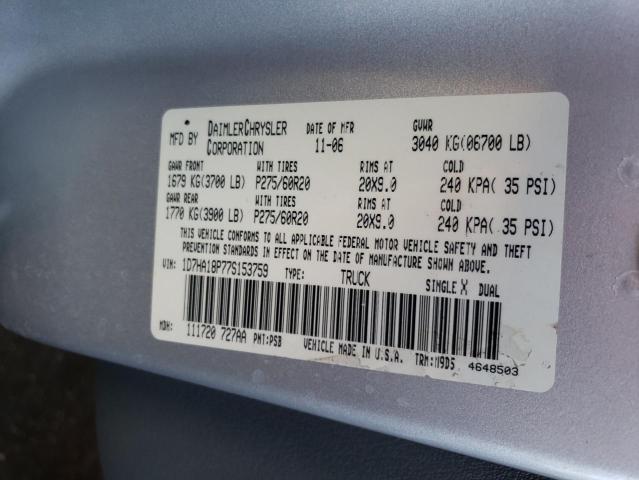 MFD BY DAIMLERCHRYSLER CORPORATION DATE OF MFR 11-06 GVWR 3040 KG(06700 LB)
GAWR FRONT WITH TIRES RIMS AT COLD
1679 KG(3700 LB) P275/60R20 20X9.0 240 KPA( 35 PSI)
GAWR REAR WITH TIRES RIMS AT COLD
1770 KG(3900 LB) P275/60R20 20X9.0 240 KPA( 35 PSI)
THIS VEHICLE CONFORMS TO ALL APPLICABLE FEDERAL MOTOR VEHICLE SAFETY AND THEFT
PREVENTION STANDARDS IN EFFECT ON THE DATE OF MANUFACTURE SHOWN ABOVE.
VIN: 1D7HA18P77S153759 TYPE: TRUCK SINGLE X DUAL
MDH: 111720 727AA PNT:PSB VEHICLE MADE IN U.S.A. TRM:M9D5 4648503